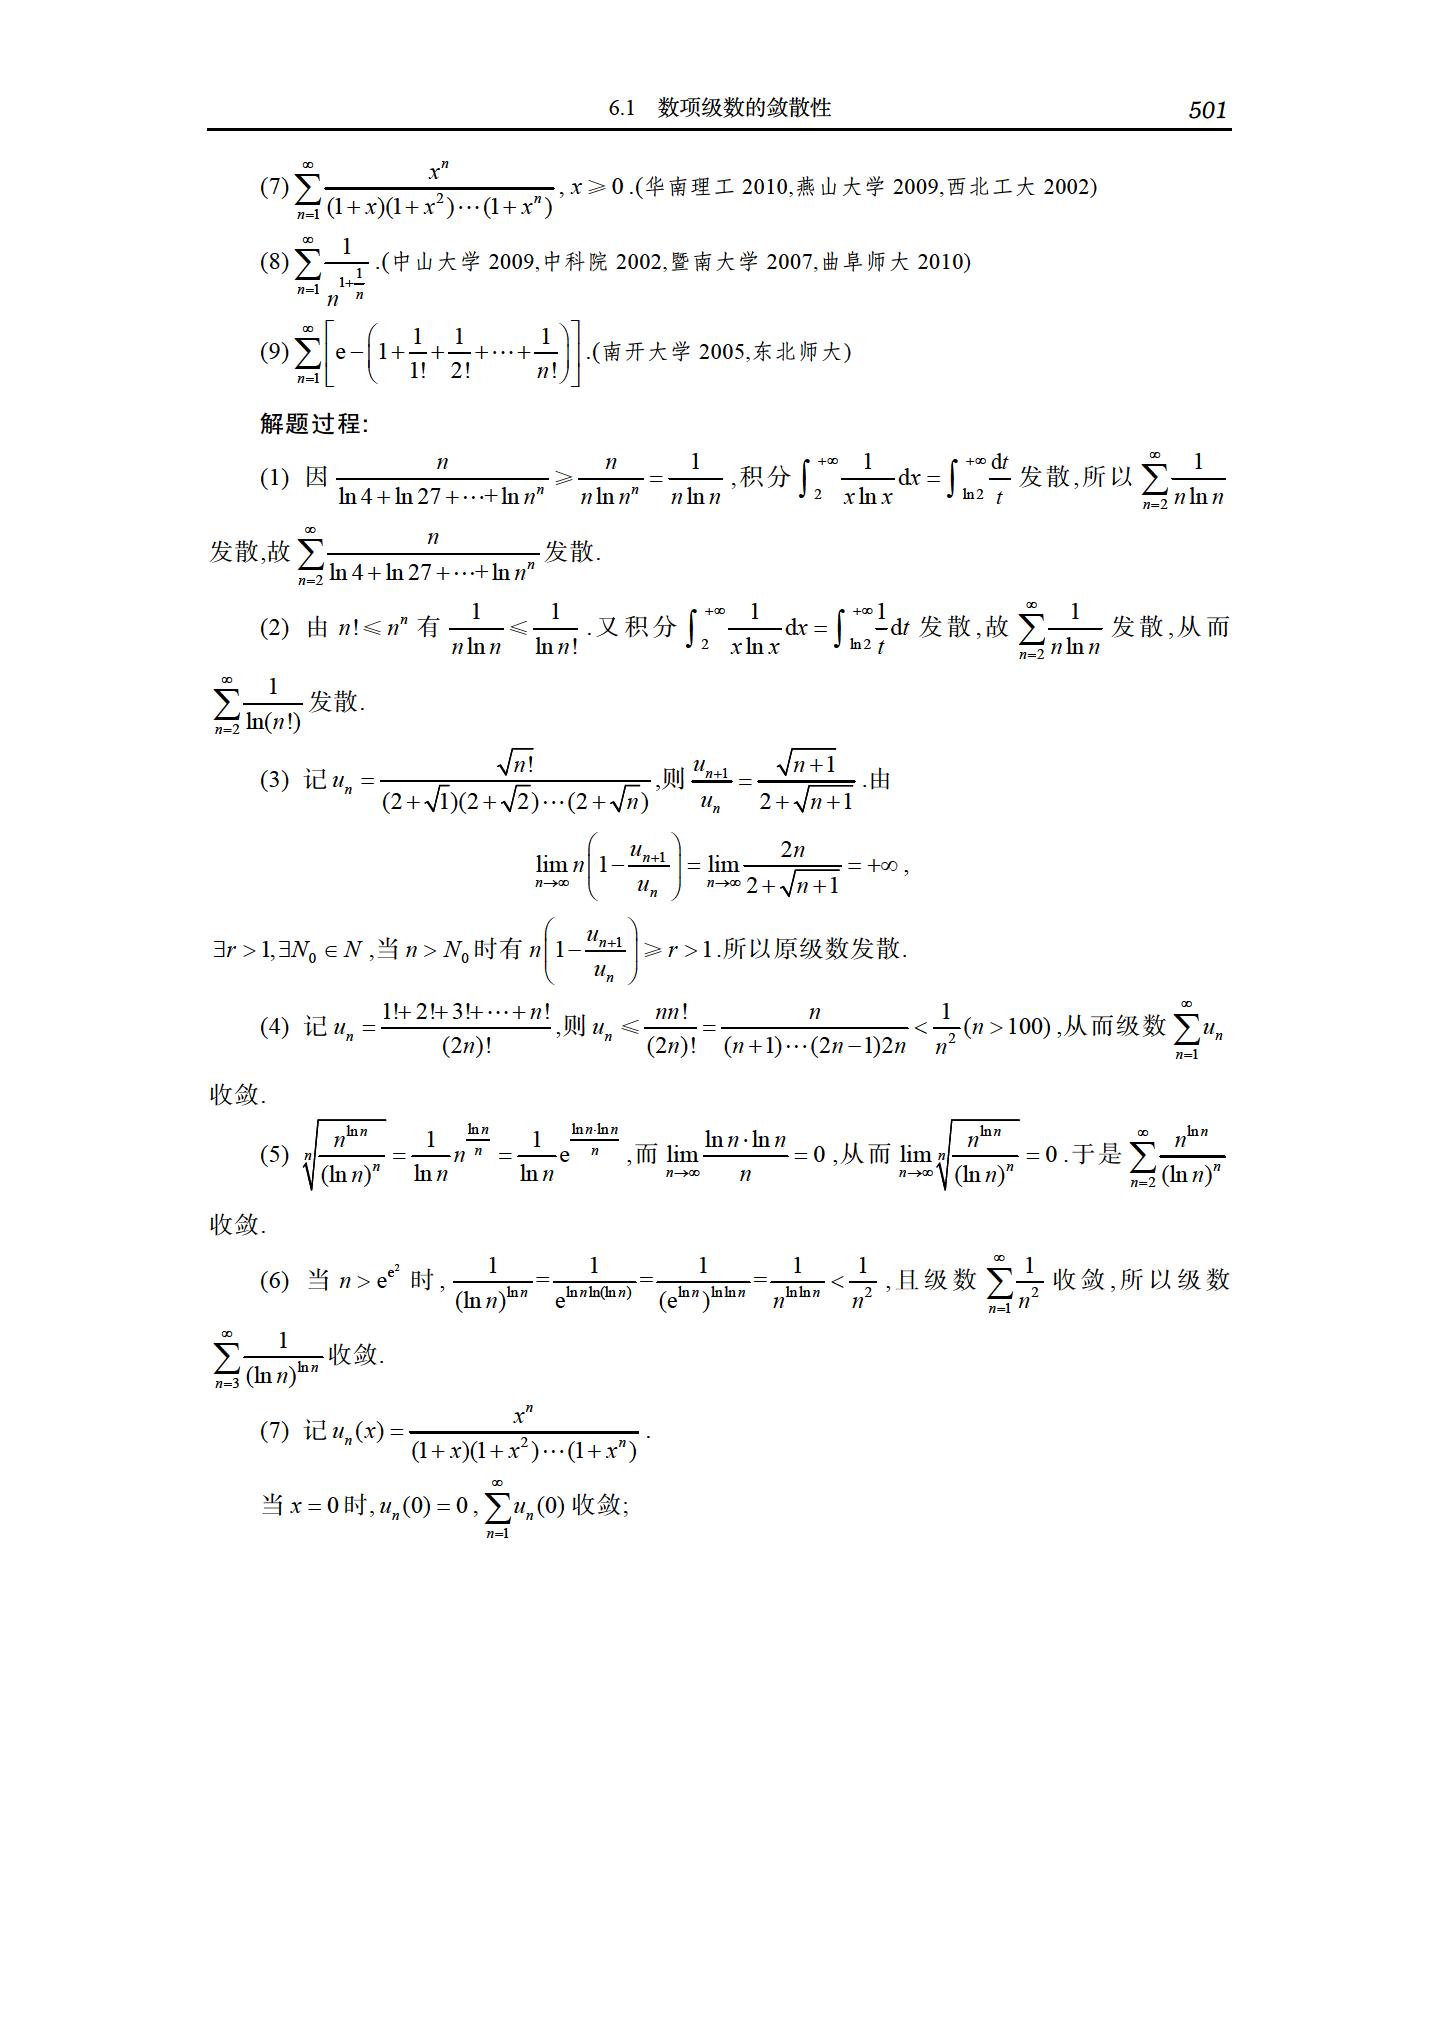 6.1 数项级数的敛散性 501
(7) $\sum_{n=1}^{\infty}\frac{x^n}{(1+x)(1+x^2)\cdots(1+x^n)}$, $x\geqslant 0$.(华南理工 2010,燕山大学 2009,西北工大 2002)
(8) $\sum_{n=1}^{\infty}\frac{1}{n^{1+\frac{1}{n}}}$.(中山大学 2009,中科院 2002,暨南大学 2007,曲阜师大 2010)
(9) $\sum_{n=1}^{\infty}\left[\mathrm{e}-\left(1+\frac{1}{1!}+\frac{1}{2!}+\cdots+\frac{1}{n!}\right)\right]$.(南开大学 2005,东北师大)
解题过程:
(1) 因 $\frac{n}{\ln 4+\ln 27+\cdots+\ln n^n}\geqslant\frac{n}{n\ln n^n}=\frac{1}{n\ln n}$,积分 $\int_2^{+\infty}\frac{1}{x\ln x}\mathrm{d}x=\int_{\ln 2}^{+\infty}\frac{\mathrm{d}t}{t}$ 发散,所以 $\sum_{n=2}^{\infty}\frac{1}{n\ln n}$
发散,故 $\sum_{n=2}^{\infty}\frac{n}{\ln 4+\ln 27+\cdots+\ln n^n}$ 发散.
(2) 由 $n!\leqslant n^n$ 有 $\frac{1}{n\ln n}\leqslant\frac{1}{\ln n!}$.又积分 $\int_2^{+\infty}\frac{1}{x\ln x}\mathrm{d}x=\int_{\ln 2}^{+\infty}\frac{1}{t}\mathrm{d}t$ 发散,故 $\sum_{n=2}^{\infty}\frac{1}{n\ln n}$ 发散,从而
$\sum_{n=2}^{\infty}\frac{1}{\ln(n!)}$ 发散.
(3) 记 $u_n=\frac{\sqrt{n!}}{(2+\sqrt{1})(2+\sqrt{2})\cdots(2+\sqrt{n})}$,则 $\frac{u_{n+1}}{u_n}=\frac{\sqrt{n+1}}{2+\sqrt{n+1}}$.由
$\lim_{n\to\infty}n\left(1-\frac{u_{n+1}}{u_n}\right)=\lim_{n\to\infty}\frac{2n}{2+\sqrt{n+1}}=+\infty$,
$\exists r>1,\exists N_0\in N$,当 $n>N_0$ 时有 $n\left(1-\frac{u_{n+1}}{u_n}\right)\geqslant r>1$.所以原级数发散.
(4) 记 $u_n=\frac{1!+2!+3!+\cdots+n!}{(2n)!}$,则 $u_n\leqslant\frac{nn!}{(2n)!}=\frac{n}{(n+1)\cdots(2n-1)2n}<\frac{1}{n^2}(n>100)$,从而级数 $\sum_{n=1}^{\infty}u_n$
收敛.
(5) $\sqrt[n]{\frac{n^{\ln n}}{(\ln n)^n}}=\frac{1}{\ln n}n^{\frac{\ln n}{n}}=\frac{1}{\ln n}\mathrm{e}^{\frac{\ln n\cdot\ln n}{n}}$,而 $\lim_{n\to\infty}\frac{\ln n\cdot\ln n}{n}=0$,从而 $\lim_{n\to\infty}\sqrt[n]{\frac{n^{\ln n}}{(\ln n)^n}}=0$.于是 $\sum_{n=2}^{\infty}\frac{n^{\ln n}}{(\ln n)^n}$
收敛.
(6) 当 $n>\mathrm{e}^{\mathrm{e}^2}$ 时, $\frac{1}{(\ln n)^{\ln n}}=\frac{1}{\mathrm{e}^{\ln n\ln(\ln n)}}=\frac{1}{(\mathrm{e}^{\ln n})^{\ln\ln n}}=\frac{1}{n^{\ln\ln n}}<\frac{1}{n^2}$,且级数 $\sum_{n=1}^{\infty}\frac{1}{n^2}$ 收敛,所以级数
$\sum_{n=3}^{\infty}\frac{1}{(\ln n)^{\ln n}}$ 收敛.
(7) 记 $u_n(x)=\frac{x^n}{(1+x)(1+x^2)\cdots(1+x^n)}$.
当 $x=0$ 时, $u_n(0)=0$, $\sum_{n=1}^{\infty}u_n(0)$ 收敛;